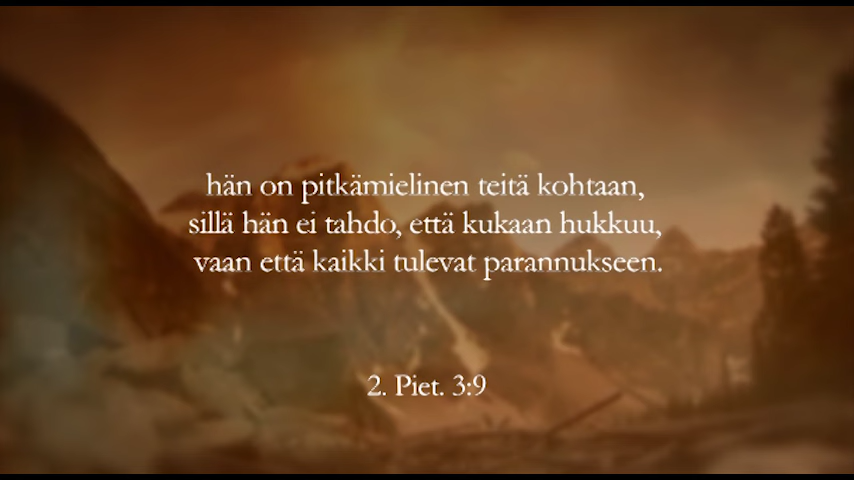 hän on pitkämielinen teitä kohtaan,
sillä hän ei tahdo, että kukaan hukkuu,
vaan että kaikki tulevat parannukseen.
2. Piet. 3:9